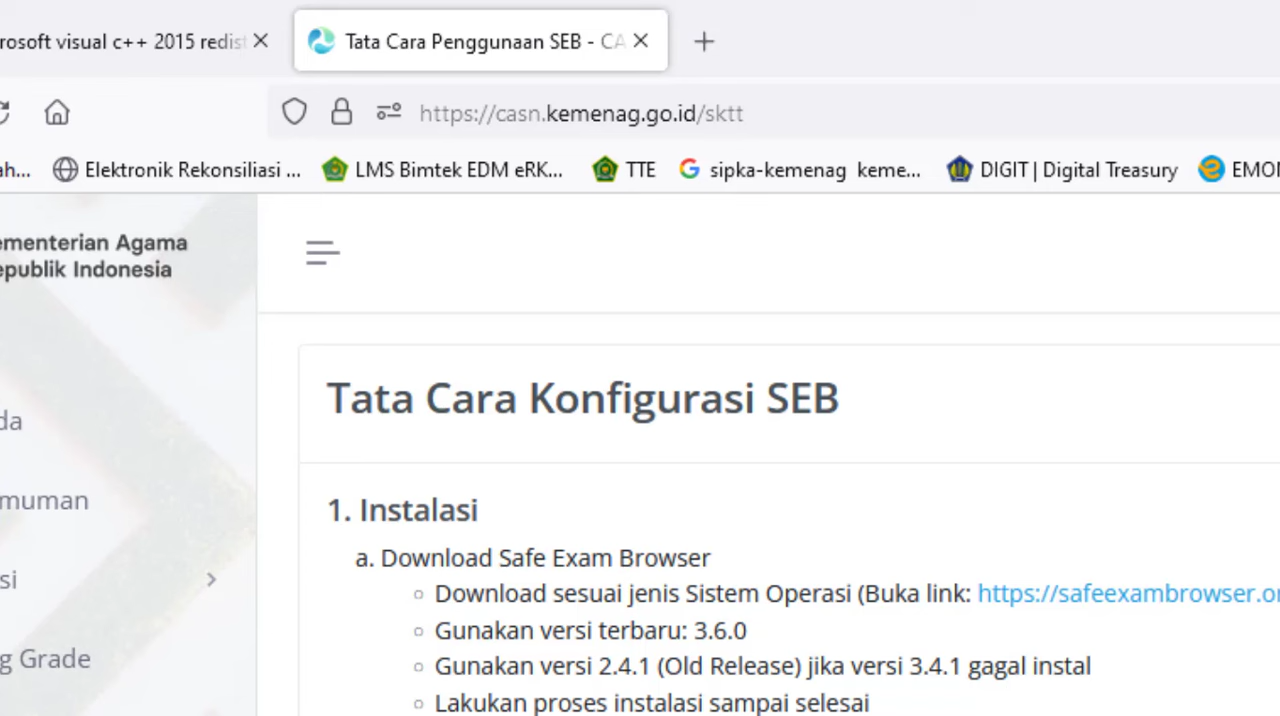 rosoft visual c++ 2015 redist
Tata Cara Penggunaan SEB - CA
https://casn.kemenag.go.id/sktt
ah...
Elektronik Rekonsiliasi ...
LMS Bimtek EDM eRK...
TTE
sipka-kemenag keme...
DIGIT | Digital Treasury
EMON
ementerian Agama
epublik Indonesia
da
muman
si
g Grade
Tata Cara Konfigurasi SEB
1. Instalasi
a. Download Safe Exam Browser
Download sesuai jenis Sistem Operasi (Buka link: https://safeexambrowser.or
Gunakan versi terbaru: 3.6.0
Gunakan versi 2.4.1 (Old Release) jika versi 3.4.1 gagal instal
Lakukan proses instalasi sampai selesai